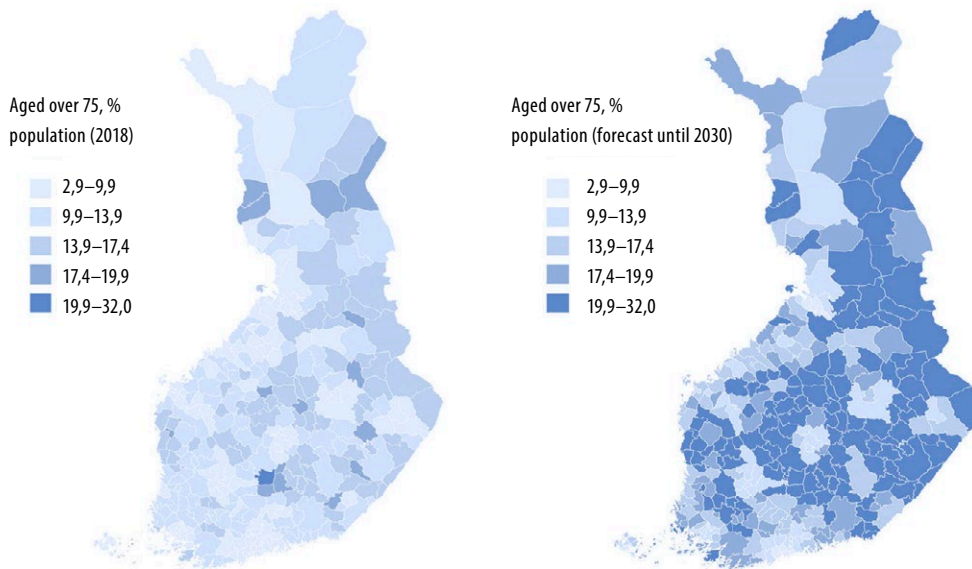 Aged over 75, %
population (2018)
2,9–9,9
9,9–13,9
13,9–17,4
17,4–19,9
19,9–32,0
Aged over 75, %
population (forecast until 2030)
2,9–9,9
9,9–13,9
13,9–17,4
17,4–19,9
19,9–32,0